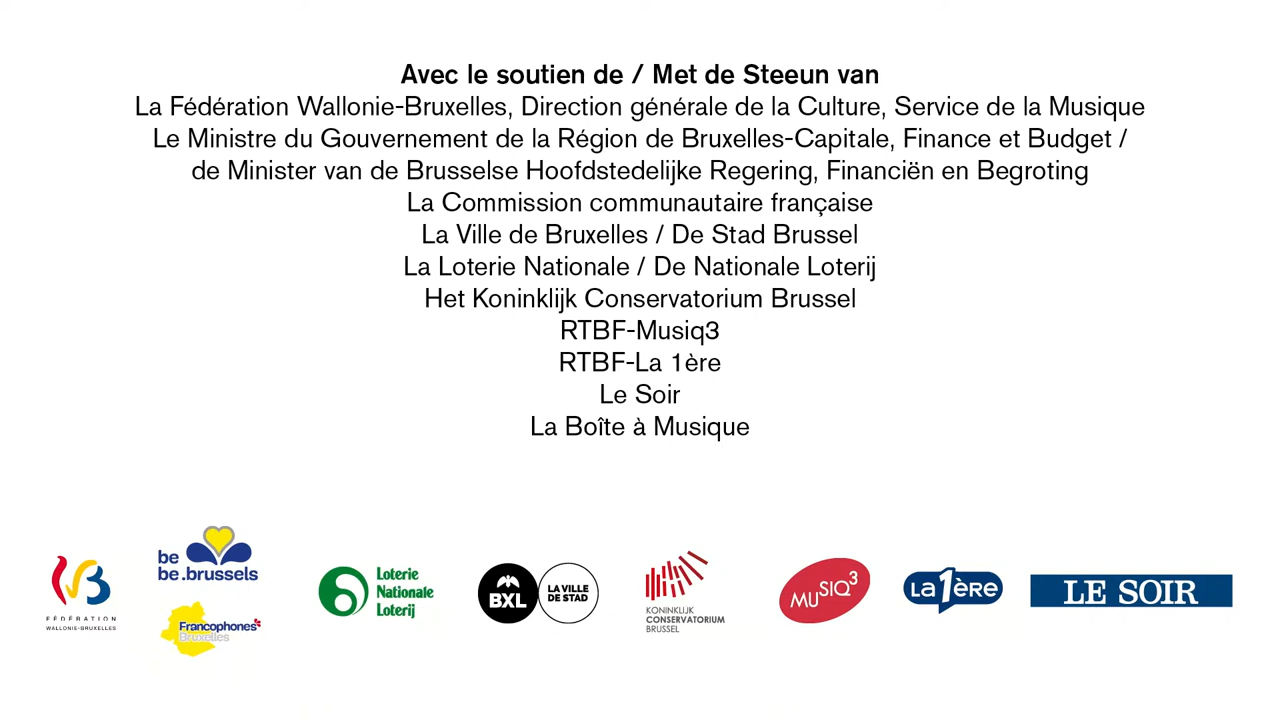 Avec le soutien de / Met de Steeun van
La Fédération Wallonie-Bruxelles, Direction générale de la Culture, Service de la Musique
Le Ministre du Gouvernement de la Région de Bruxelles-Capitale, Finance et Budget /
de Minister van de Brusselse Hoofdstedelijke Regering, Financiën en Begroting
La Commission communautaire française
La Ville de Bruxelles / De Stad Brussel
La Loterie Nationale / De Nationale Loterij
Het Koninklijk Conservatorium Brussel
RTBF-Musiq3
RTBF-La 1ère
Le Soir
La Boîte à Musique
FÉDÉRATION
WALLONIE-BRUXELLES
be
be.brussels
Francophones
Bruxelles
Loterie
Nationale
Loterij
BXL
LA VILLE
DE STAD
KONINKLIJK
CONSERVATORIUM
BRUSSEL
MUSIQ3
La 1ÈRE
LE SOIR